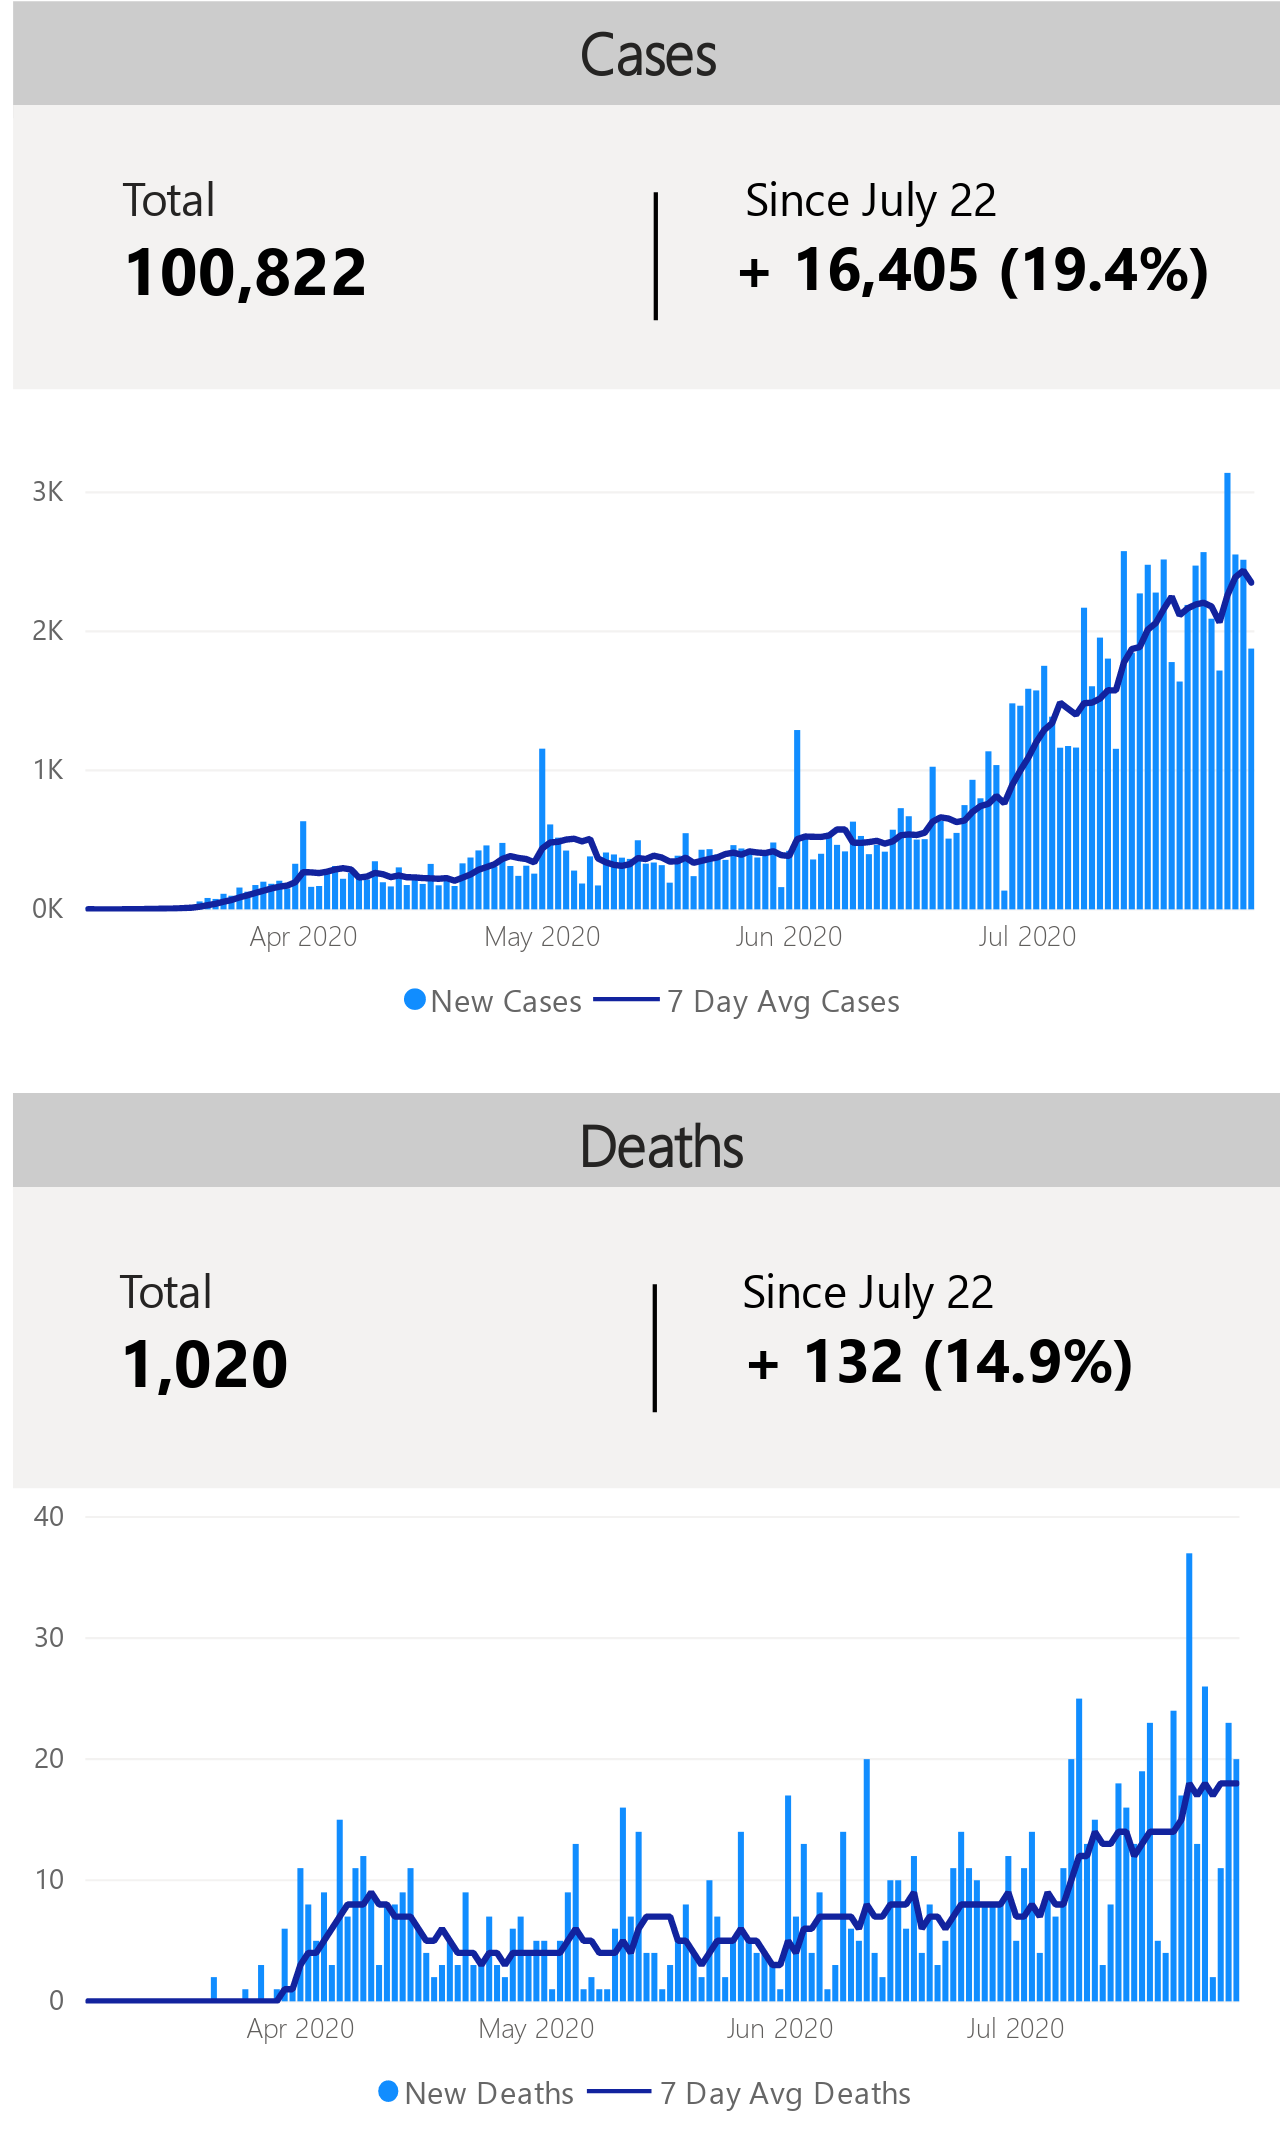 Cases
Total
Since July 22
100,822
+ 16,405 (19.4%)
3K
2K
1K
0K
Apr 2020
May 2020
Jun 2020
Jul 2020
New Cases
7 Day Avg Cases
Deaths
Total
Since July 22
1,020
+ 132 (14.9%)
40
30
20
10
0
Apr 2020
May 2020
Jun 2020
Jul 2020
New Deaths
7 Day Avg Deaths